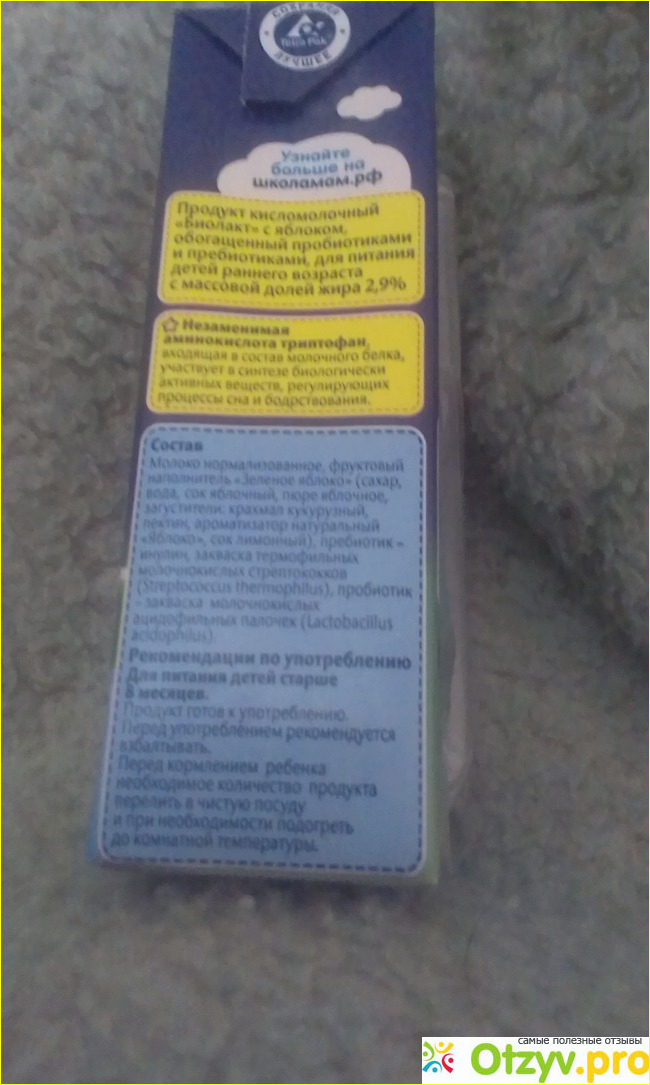 СОХРАНЯЕТ
Tetra Pak
ЛУЧШЕЕ
Узнайте
больше на
школамам.рф
Продукт кисломолочный
«Биолакт» с яблоком,
обогащенный пробиотиками
и пребиотиками, для питания
детей раннего возраста
с массовой долей жира 2,9%
Незаменимая
аминокислота триптофан,
входящая в состав молочного белка,
участвует в синтезе биологически
активных веществ, регулирующих
процессы сна и бодрствования.
Состав
Молоко нормализованное, фруктовый
наполнитель «Зеленое яблоко» (сахар,
вода, сок яблочный, пюре яблочное,
загустители: крахмал кукурузный,
пектин, ароматизатор натуральный
«Яблоко», сок лимонный), пребиотик –
инулин, закваска термофильных
молочнокислых стрептококков
(Streptococcus thermophilus), пробиотик
– закваска молочнокислых
ацидофильных палочек (Lactobacillus
acidophilus).
Рекомендации по употреблению
Для питания детей старше
8 месяцев.
Продукт готов к употреблению.
Перед употреблением рекомендуется
взбалтывать.
Перед кормлением ребенка
необходимое количество продукта
перелить в чистую посуду
и при необходимости подогреть
до комнатной температуры.
самые полезные отзывы
Otzyv.pro